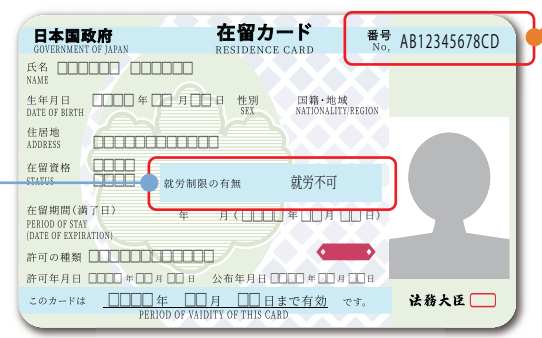 日本国政府 在留カード 番号 AB12345678CD
GOVERNMENT OF JAPAN RESIDENCE CARD No,
氏名 □□□□□□ □□□□□□
NAME
生年月日 □□□□年□□月□□日 性別 国籍・地域
DATE OF BIRTH SEX NATIONALITY/REGION
住居地 □□□□□□□□□□□□
ADDRESS
在留資格 □□□□
STATUS □□□□ 就労制限の有無 就労不可
在留期間(満了日) 年 月(□□□□年□□月□□日)
PERIOD OF STAY
(DATE OF EXPIRATION)
許可の種類 □□□□□□□□□□□□
許可年月日 □□□□年□□月□□日 公布年月日□□□□年□□月□□日
このカードは □□□□年 □□月 □□日まで有効 です。 法務大臣
PERIOD OF VAIDITY OF THIS CARD